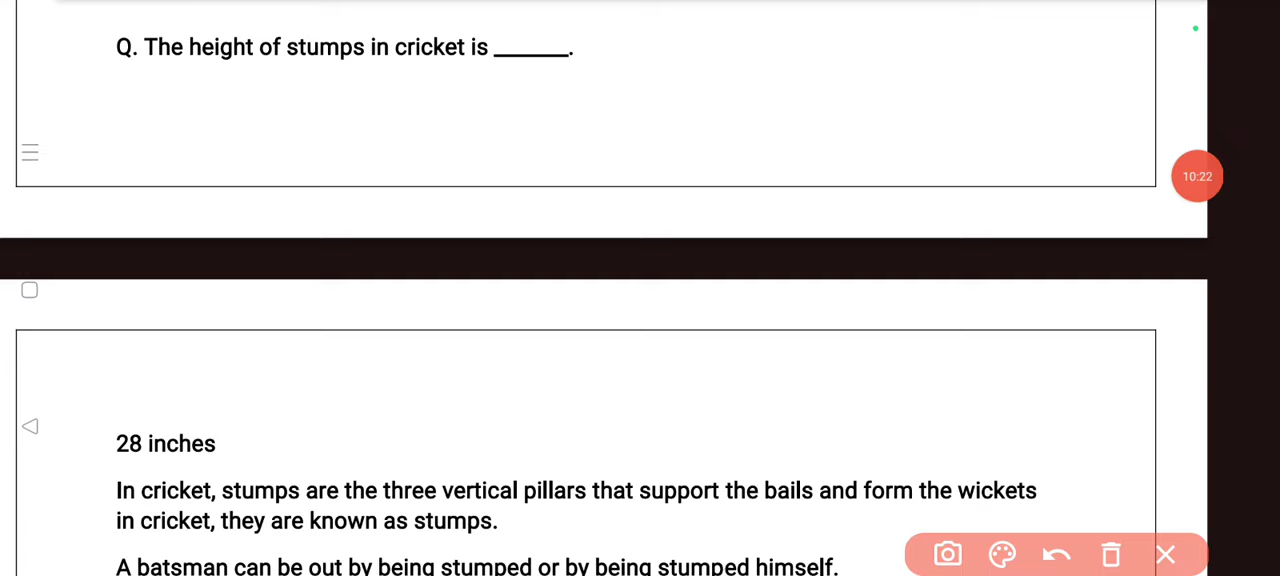 Q. The height of stumps in cricket is ______.
10:22
28 inches
In cricket, stumps are the three vertical pillars that support the bails and form the wickets
in cricket, they are known as stumps.
A batsman can be out by being stumped or by being stumped himself.